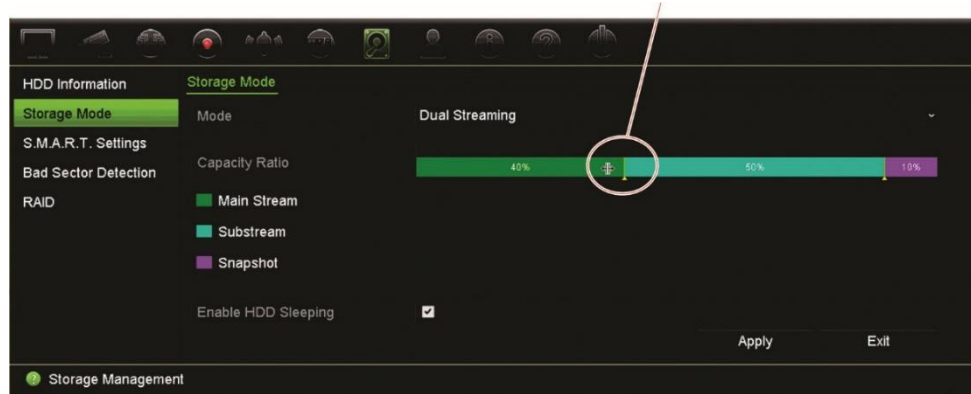 HDD Information
Storage Mode
S.M.A.R.T. Settings
Bad Sector Detection
RAID
Storage Mode
Mode Dual Streaming
Capacity Ratio 40% 50% 10%
Main Stream
Substream
Snapshot
Enable HDD Sleeping
Apply Exit
Storage Management